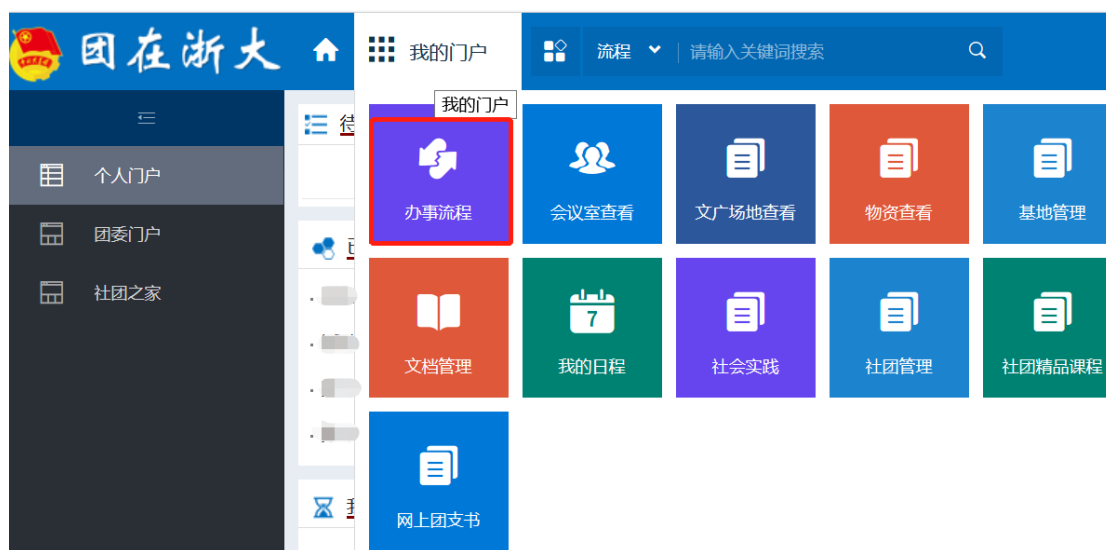 团在浙大
我的门户
流程
请输入关键词搜索
我的门户
个人门户
团委门户
社团之家
待
办事流程
会议室查看
文广场地查看
物资查看
基地管理
7
文档管理
我的日程
社会实践
社团管理
社团精品课程
网上团支书